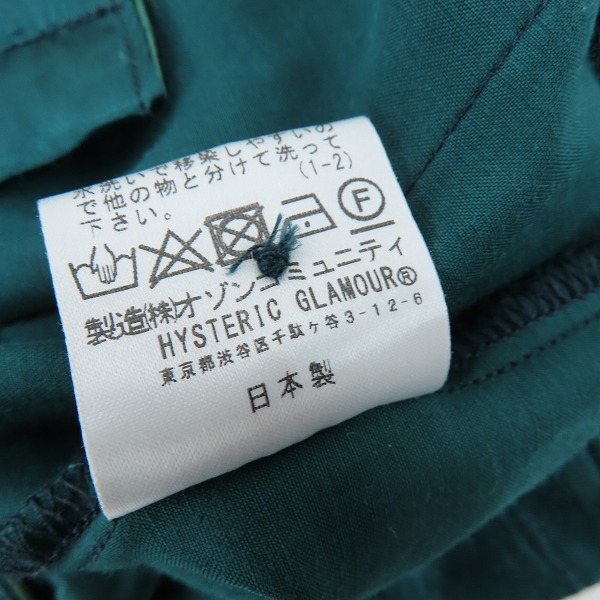 水洗いで移染しやすいの
で他の物と分けて洗って
下さい。 (1-2)
F
製造㈱オゾンコミュニティ
HYSTERIC GLAMOUR®
東京都渋谷区千駄ヶ谷3-12-6
日本製